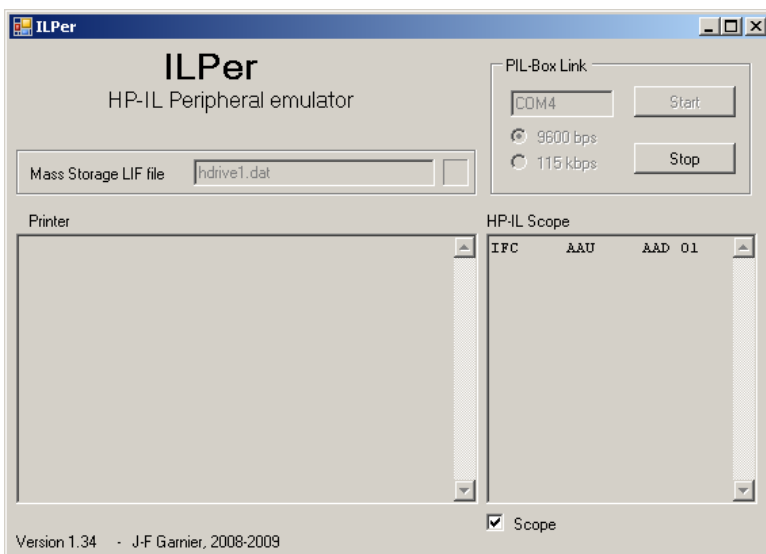 ILPer
ILPer
HP-IL Peripheral emulator
PIL-Box Link
COM4
Start
9600 bps
115 kbps
Stop
Mass Storage LIF file
hdrive1.dat
Printer
HP-IL Scope
IFC AAU AAD 01
Scope
Version 1.34 - J-F Garnier, 2008-2009